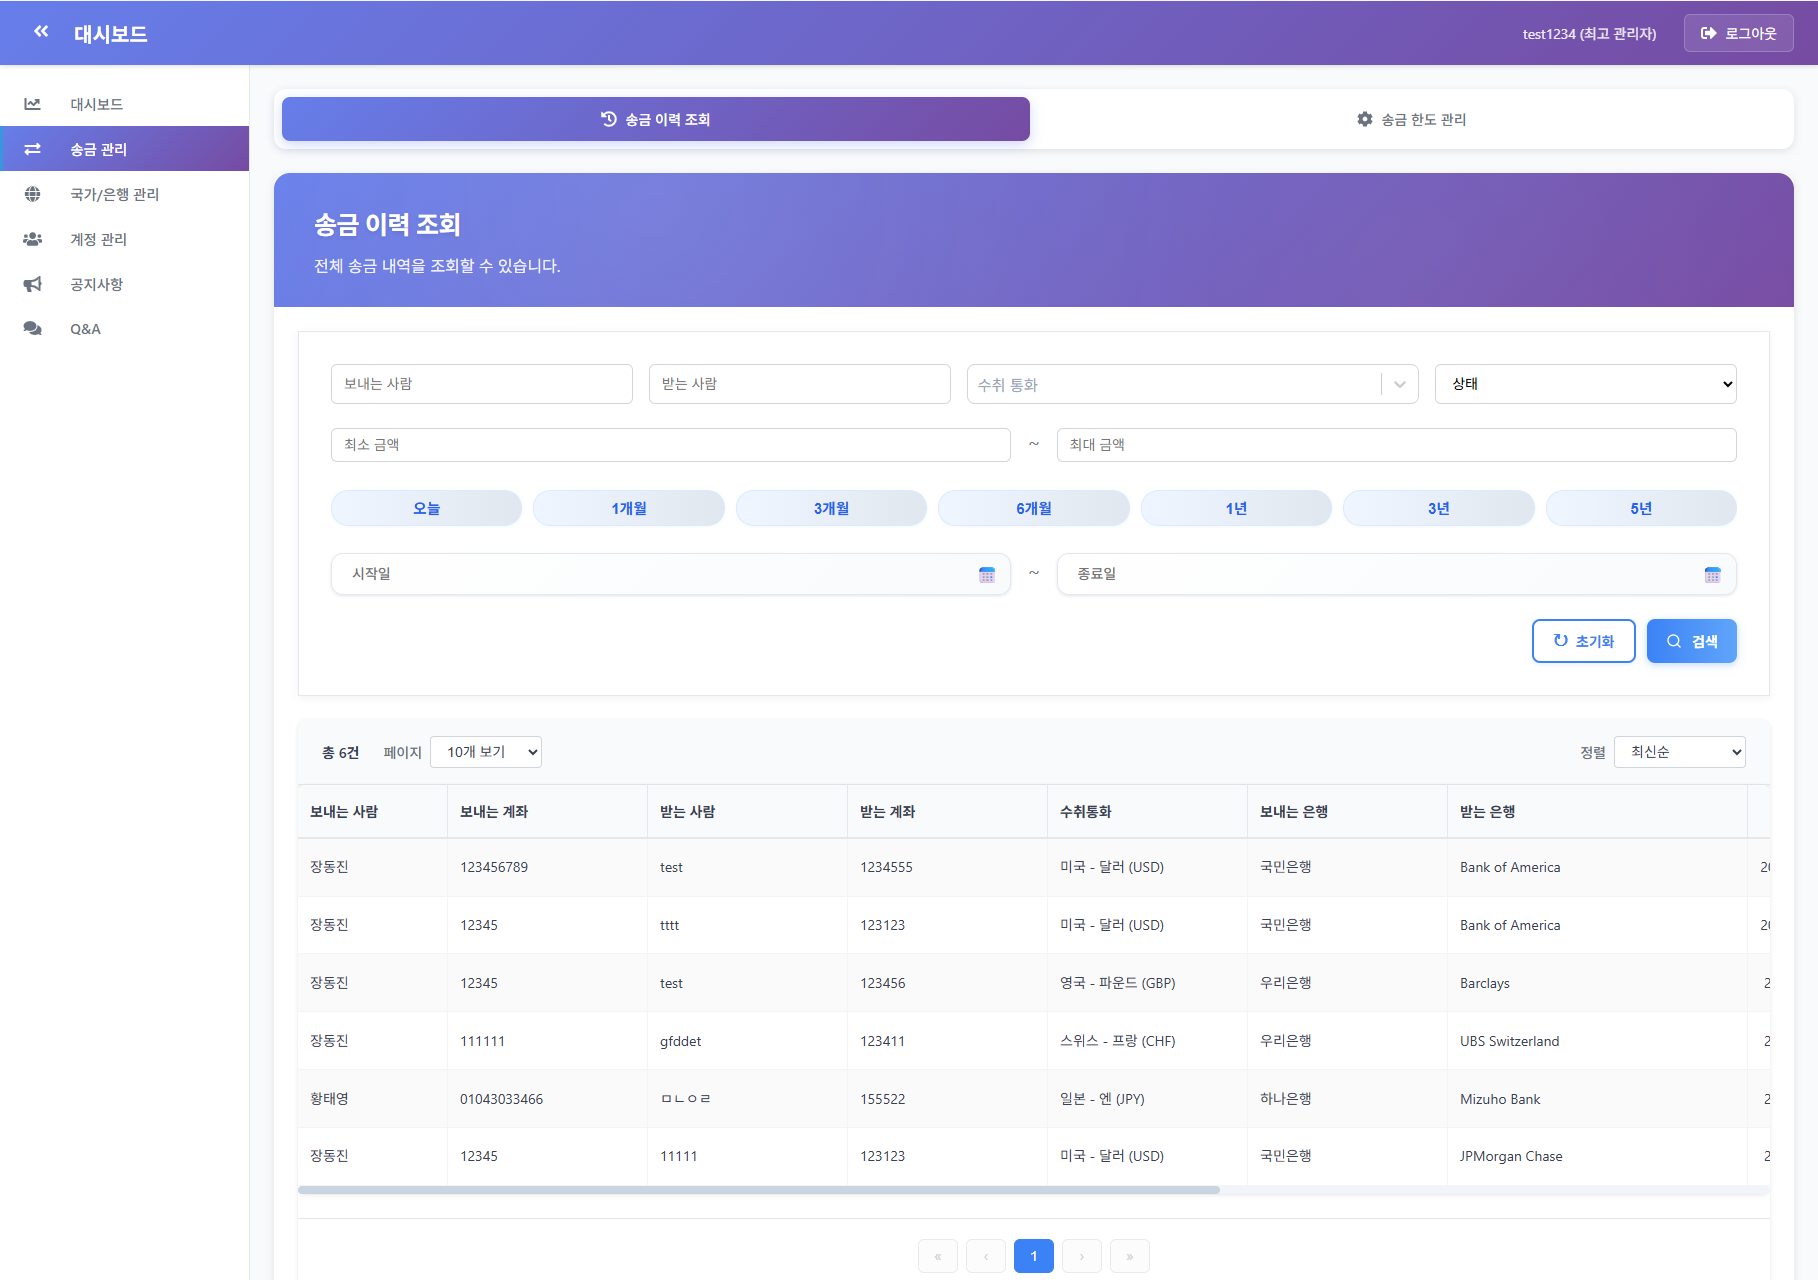 대시보드
test1234 (최고 관리자)
로그아웃
대시보드
송금 관리
국가/은행 관리
계정 관리
공지사항
Q&A
송금 이력 조회
송금 한도 관리
송금 이력 조회
전체 송금 내역을 조회할 수 있습니다.
보내는 사람
받는 사람
수취 통화
상태
최소 금액
~
최대 금액
오늘
1개월
3개월
6개월
1년
3년
5년
시작일
~
종료일
초기화
검색
총 6건
페이지
10개 보기
정렬
최신순
보내는 사람 보내는 계좌 받는 사람 받는 계좌 수취통화 보내는 은행 받는 은행
장동진 123456789 test 1234555 미국 - 달러 (USD) 국민은행 Bank of America
장동진 12345 tttt 123123 미국 - 달러 (USD) 국민은행 Bank of America
장동진 12345 test 123456 영국 - 파운드 (GBP) 우리은행 Barclays
장동진 111111 gfddet 123411 스위스 - 프랑 (CHF) 우리은행 UBS Switzerland
황태영 01043033466 ㅁㄴㅇㄹ 155522 일본 - 엔 (JPY) 하나은행 Mizuho Bank
장동진 12345 11111 123123 미국 - 달러 (USD) 국민은행 JPMorgan Chase
« ‹ 1 › »